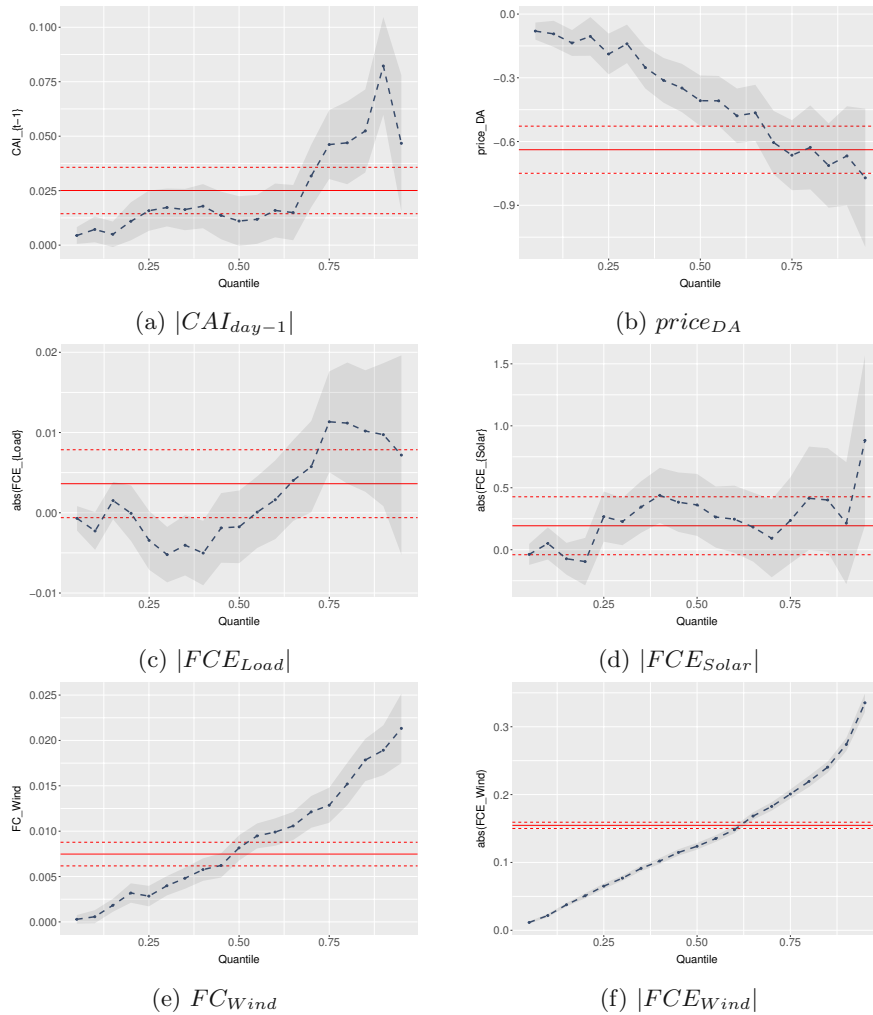 0.100
0.075
0.050
0.025
0.000
CAI_{t−1}
0.25 0.50 0.75
Quantile
(a) |CAI_{day−1}|
0.0
−0.3
−0.6
−0.9
price_DA
0.25 0.50 0.75
Quantile
(b) price_{DA}
0.02
0.01
0.00
−0.01
abs(FCE_{Load}
0.25 0.50 0.75
Quantile
(c) |FCE_{Load}|
1.5
1.0
0.5
0.0
abs(FCE_{Solar}
0.25 0.50 0.75
Quantile
(d) |FCE_{Solar}|
0.025
0.020
0.015
0.010
0.005
0.000
FC_Wind
0.25 0.50 0.75
Quantile
(e) FC_{Wind}
0.3
0.2
0.1
0.0
abs(FCE_Wind)
0.25 0.50 0.75
Quantile
(f) |FCE_{Wind}|